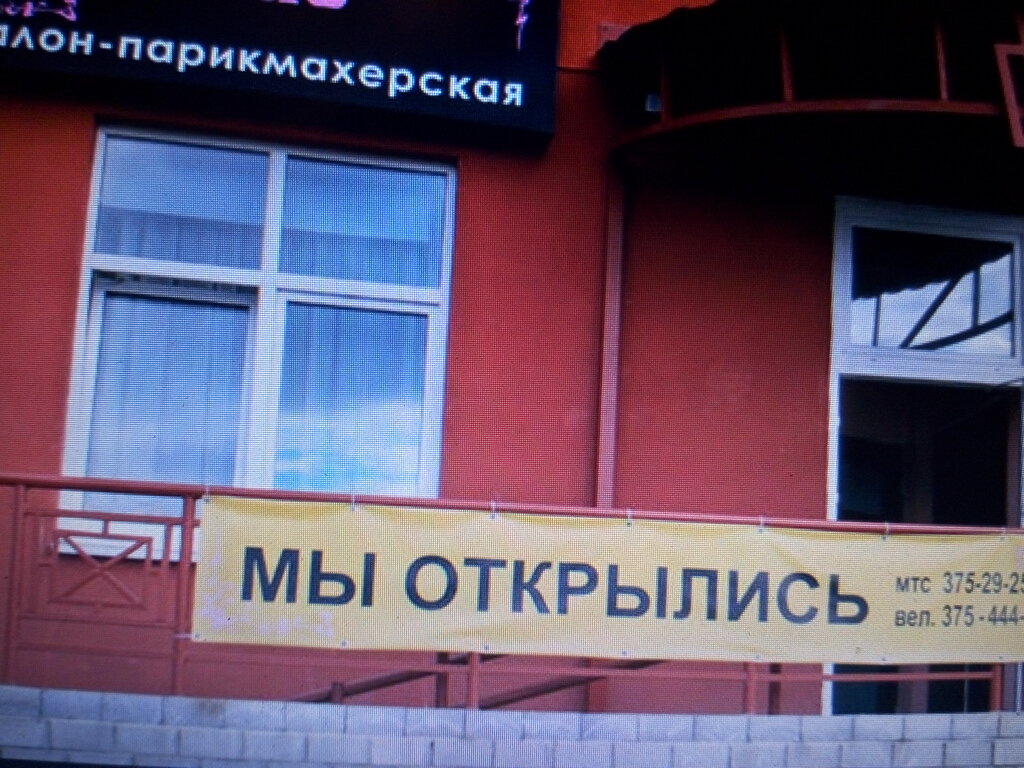 алон-парикмахерская
МЫ ОТКРЫЛИСЬ
мтс 375-29-25
вел. 375-444-